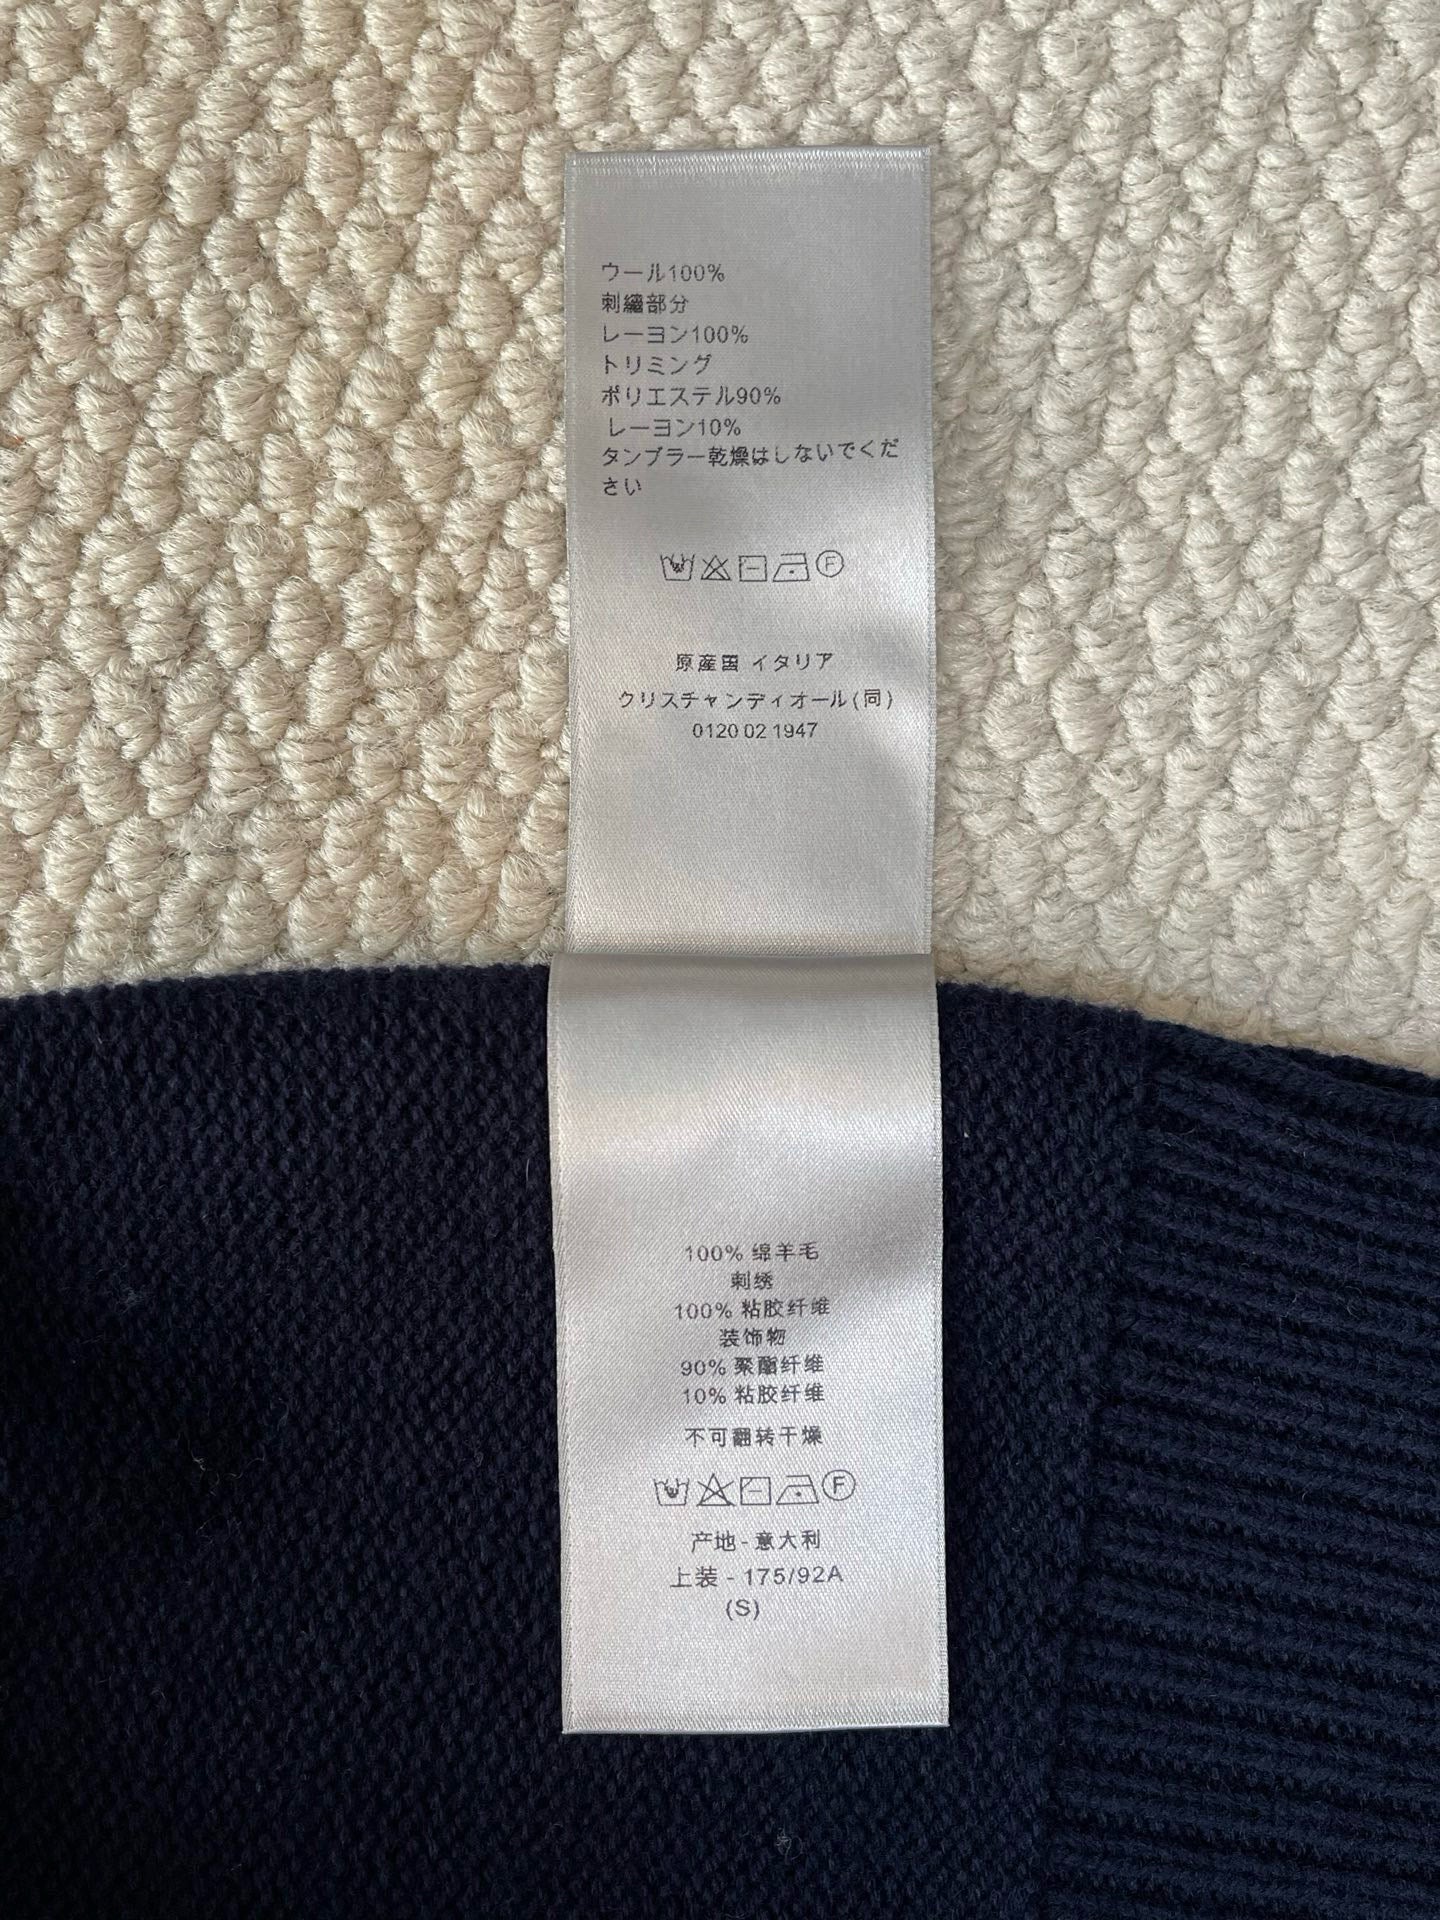 ウール100%
刺繍部分
レーヨン100%
トリミング
ポリエステル90%
レーヨン10%
タンブラー乾燥はしないでくだ
さい
F
原産国 イタリア
クリスチャンディオール(同)
0120 02 1947
100% 绵羊毛
刺绣
100% 粘胶纤维
装饰物
90% 聚酯纤维
10% 粘胶纤维
不可翻转干燥
F
产地 - 意大利
上装 - 175/92A
(S)